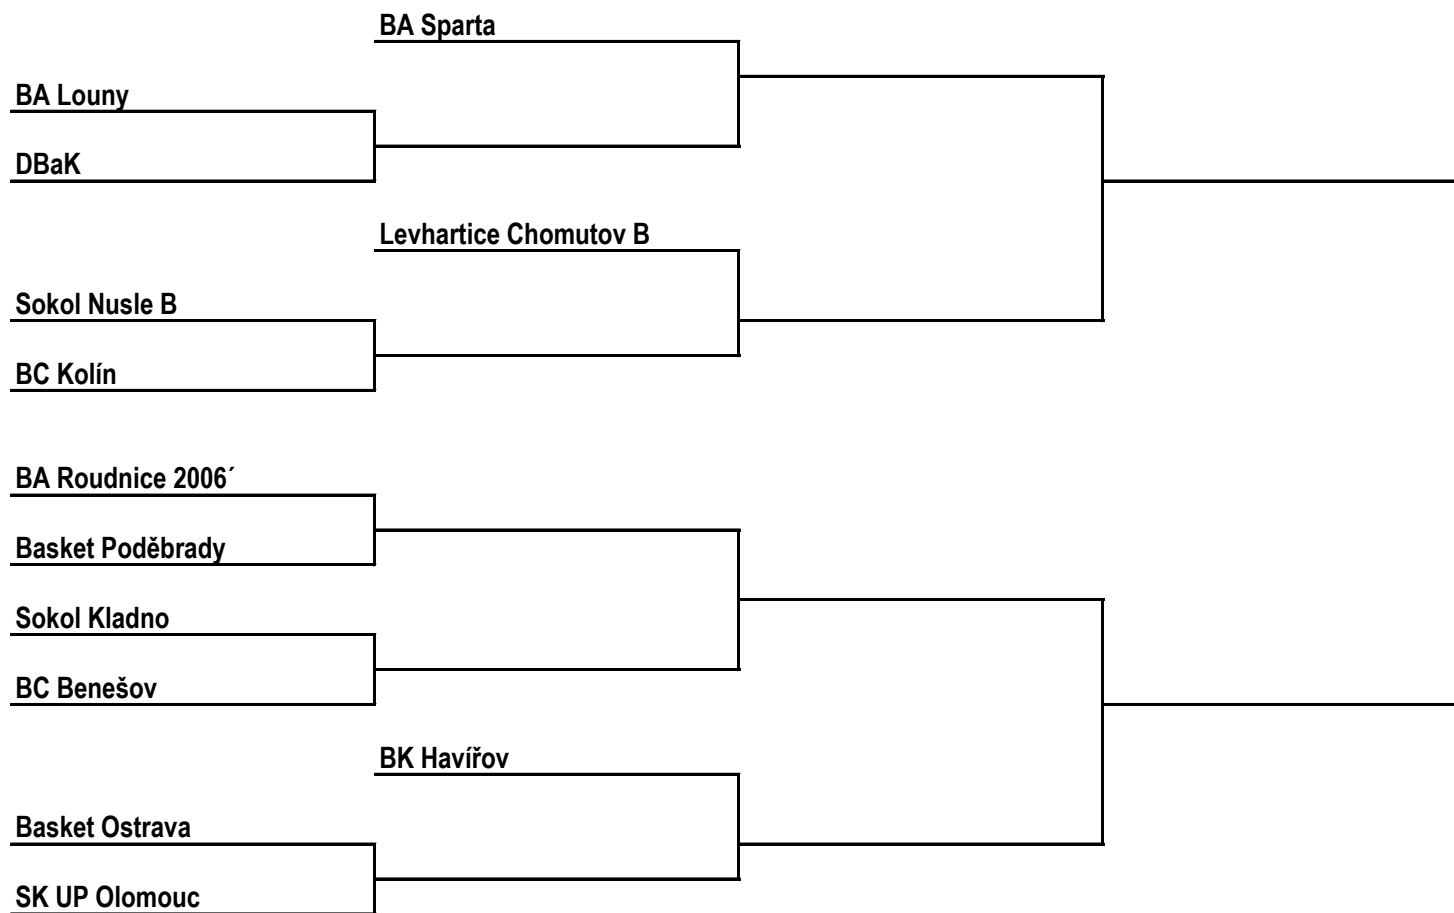 BA Sparta
BA Louny
DBaK
Levhartice Chomutov B
Sokol Nusle B
BC Kolín
BA Roudnice 2006´
Basket Poděbrady
Sokol Kladno
BC Benešov
BK Havířov
Basket Ostrava
SK UP Olomouc